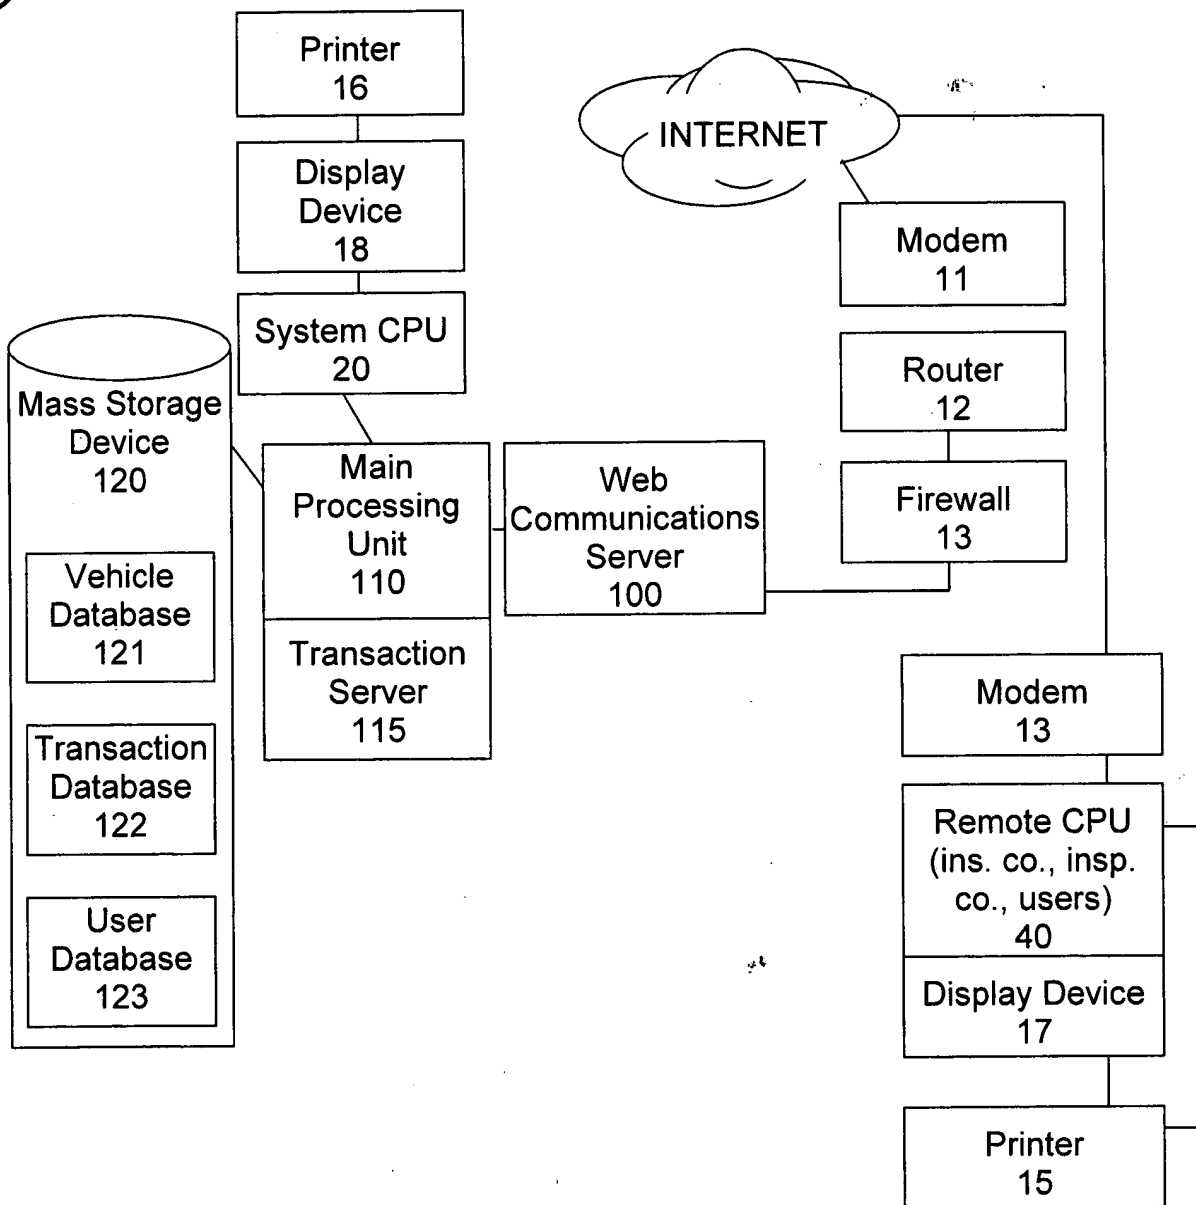 Printer
16
Display
Device
18
System CPU
20
Mass Storage
Device
120
Vehicle
Database
121
Transaction
Database
122
User
Database
123
Main
Processing
Unit
110
Transaction
Server
115
Web
Communications
Server
100
INTERNET
Modem
11
Router
12
Firewall
13
Modem
13
Remote CPU
(ins. co., insp.
co., users)
40
Display Device
17
Printer
15